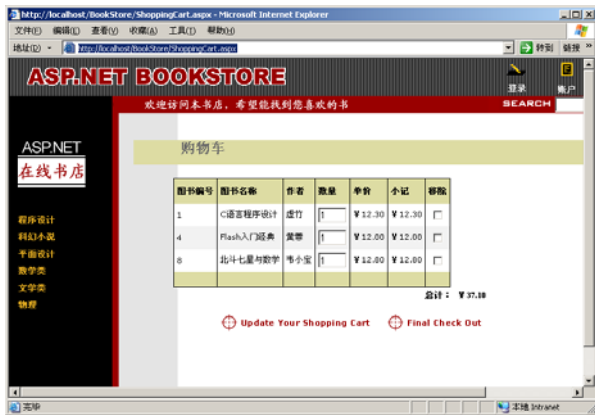 http://localhost/BookStore/ShoppingCart.aspx - Microsoft Internet Explorer
文件(F) 编辑(E) 查看(V) 收藏(A) 工具(T) 帮助(H)
地址(D) http://localhost/BookStore/ShoppingCart.aspx 转到 链接 »
ASP.NET BOOKSTORE
登录 账户
欢迎访问本书店，希望能找到您喜欢的书 SEARCH
ASP.NET
在线书店
购物车
程序设计
科幻小说
平面设计
数学类
文学类
物理
图书编号 图书名称 作者 数量 单价 小记 移除
1 C语言程序设计 虚竹 1 ¥12.30 ¥12.30
4 Flash入门经典 1 ¥12.00 ¥12.00
8 北斗七星与数学 韦小宝 1 ¥12.00 ¥12.00
总计：
Update Your Shopping Cart Final Check Out
完毕 本地 Intranet